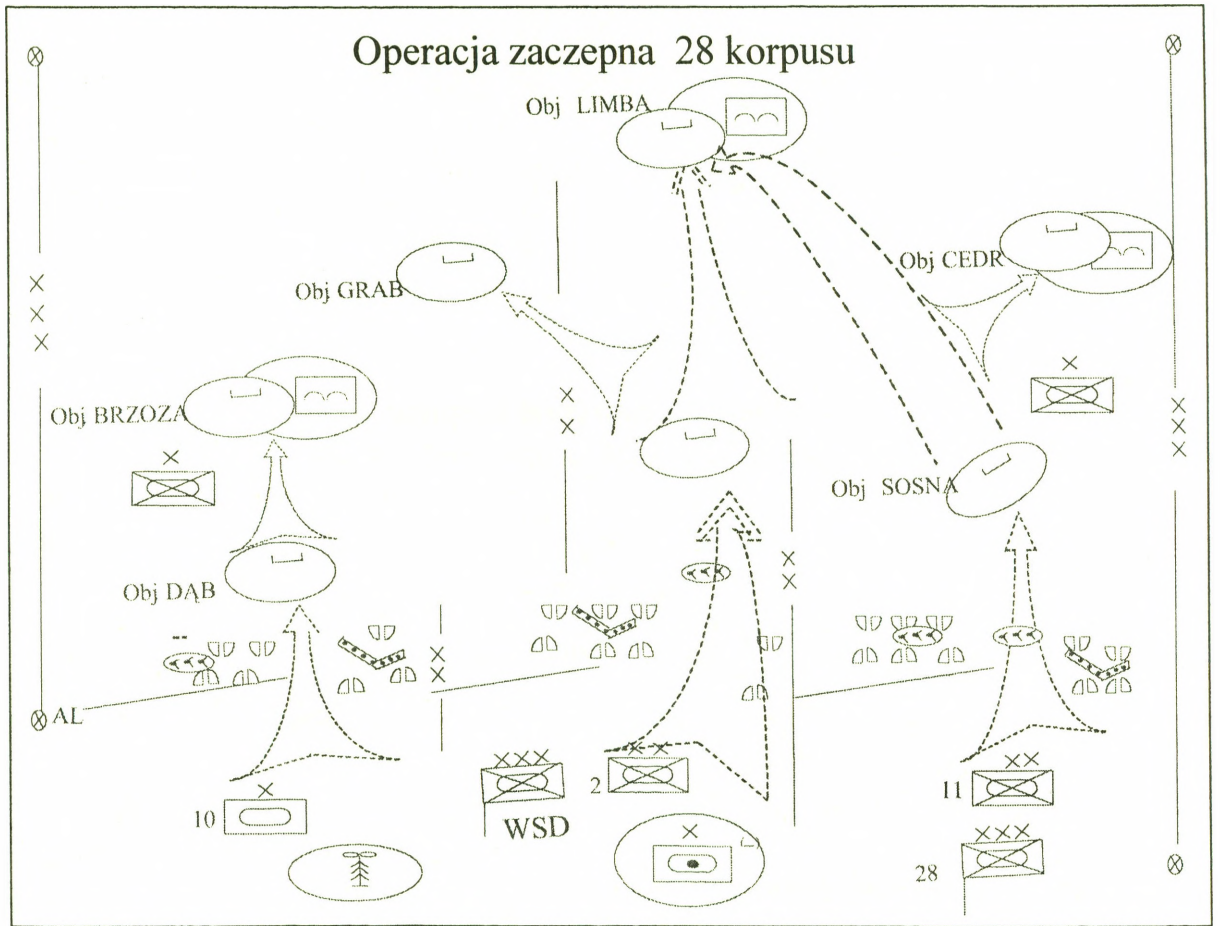 Operacja zaczepna 28 korpusu
Obj LIMBA
Obj CEDR
Obj GRAB
Obj BRZOZA
Obj SOSNA
Obj DĄB
AL
2
11
10
WSD
28